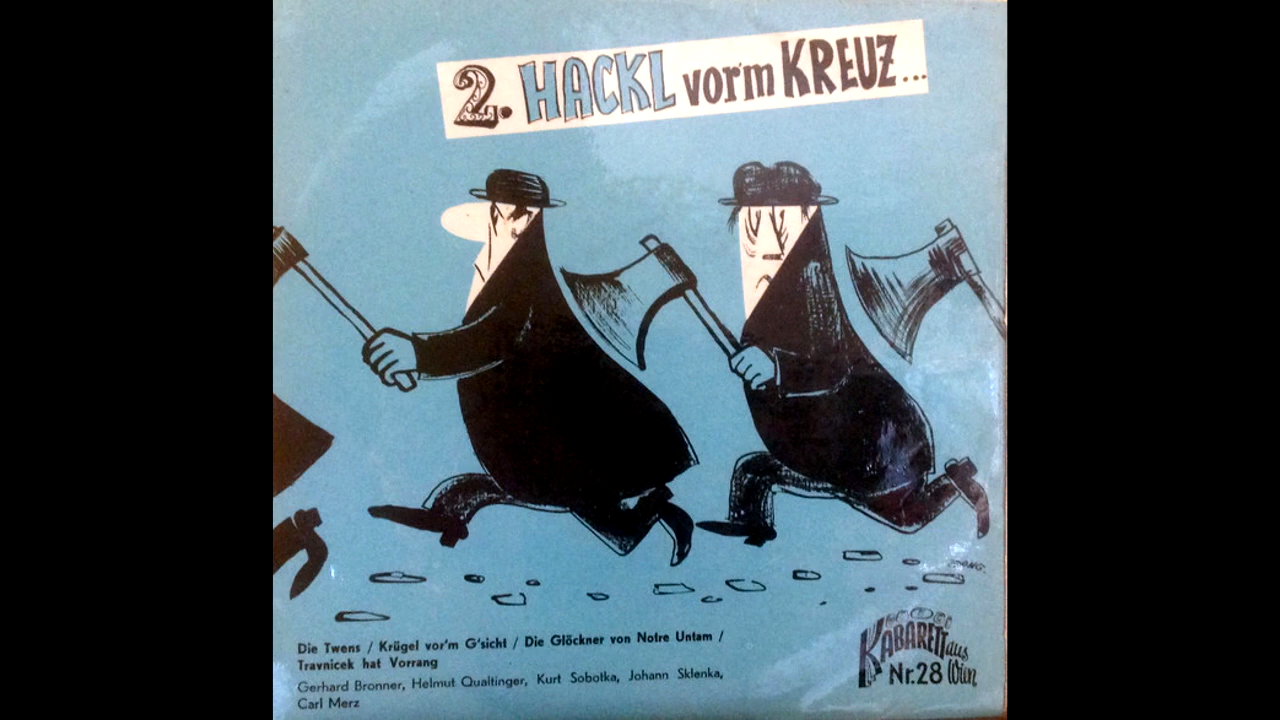 2. HACKL vor'm KREUZ...
Die Twens / Krügel vor'm G'sicht / Die Glöckner von Notre Untam /
Travnicek hat Vorrang
Gerhard Bronner, Helmut Qualtinger, Kurt Sobotka, Johann Sklenka,
Carl Merz
KABARETT aus
Nr. 28 Wien